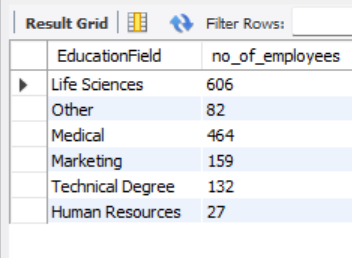 Result Grid Filter Rows:
EducationField no_of_employees
Life Sciences 606
Other 82
Medical 464
Marketing 159
Technical Degree 132
Human Resources 27